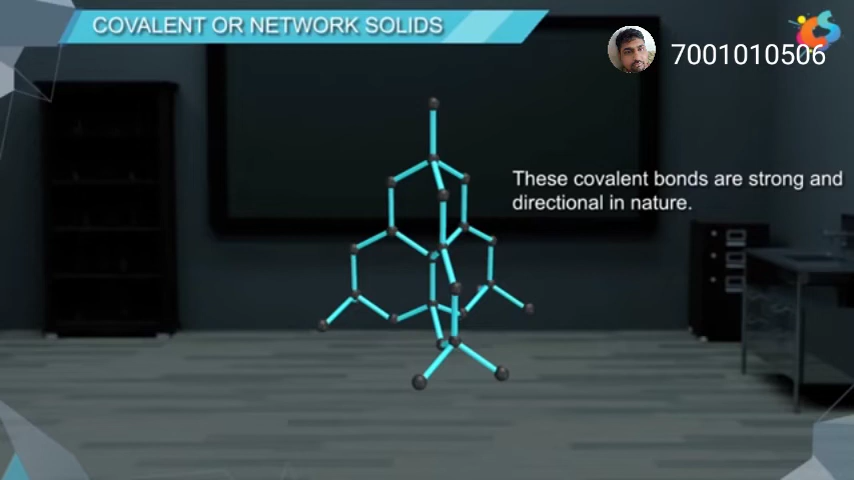 COVALENT OR NETWORK SOLIDS
7001010506
These covalent bonds are strong and
directional in nature.